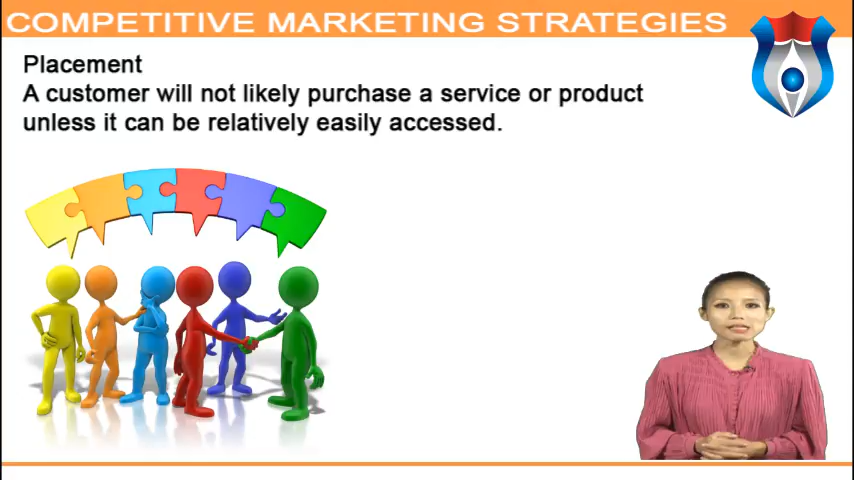 COMPETITIVE MARKETING STRATEGIES
Placement
A customer will not likely purchase a service or product
unless it can be relatively easily accessed.